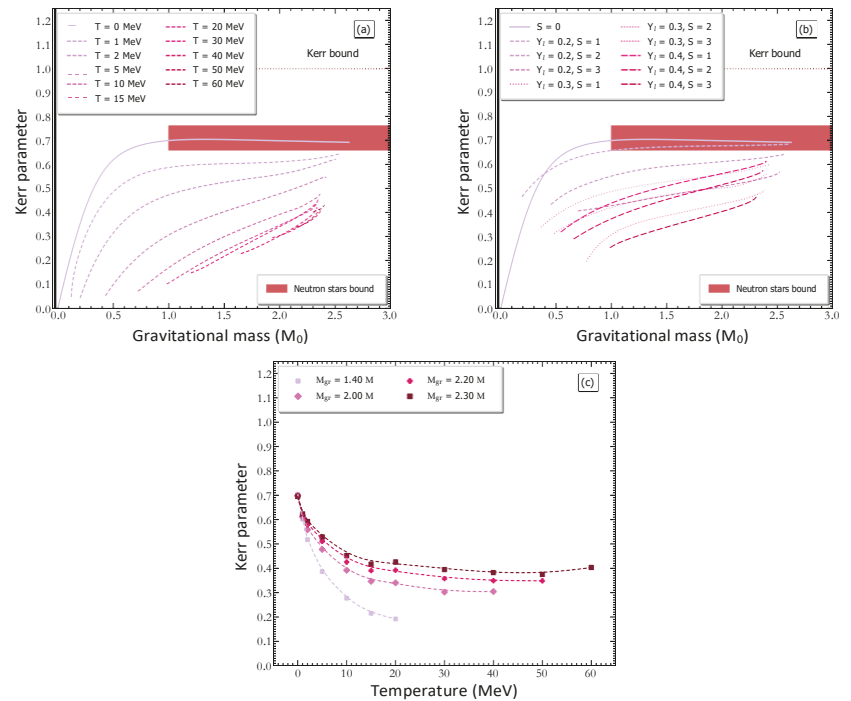 (a)
T = 0 MeV
T = 1 MeV
T = 2 MeV
T = 5 MeV
T = 10 MeV
T = 15 MeV
T = 20 MeV
T = 30 MeV
T = 40 MeV
T = 50 MeV
T = 60 MeV
Kerr bound
Neutron stars bound
Kerr parameter
1.2
1.1
1.0
0.9
0.8
0.7
0.6
0.5
0.4
0.3
0.2
0.1
0.0
0.0 0.5 1.0 1.5 2.0 2.5 3.0
Gravitational mass (M₀)
(b)
S = 0
Yₗ = 0.2, S = 1
Yₗ = 0.2, S = 2
Yₗ = 0.2, S = 3
Yₗ = 0.3, S = 1
Yₗ = 0.3, S = 2
Yₗ = 0.3, S = 3
Yₗ = 0.4, S = 1
Yₗ = 0.4, S = 2
Yₗ = 0.4, S = 3
Kerr bound
Neutron stars bound
Kerr parameter
1.2
1.1
1.0
0.9
0.8
0.7
0.6
0.5
0.4
0.3
0.2
0.1
0.0
0.0 0.5 1.0 1.5 2.0 2.5 3.0
Gravitational mass (M₀)
(c)
M_gr = 1.40 M
M_gr = 2.00 M
M_gr = 2.20 M
M_gr = 2.30 M
Kerr parameter
1.2
1.1
1.0
0.9
0.8
0.7
0.6
0.5
0.4
0.3
0.2
0.1
0.0
0 10 20 30 40 50 60
Temperature (MeV)